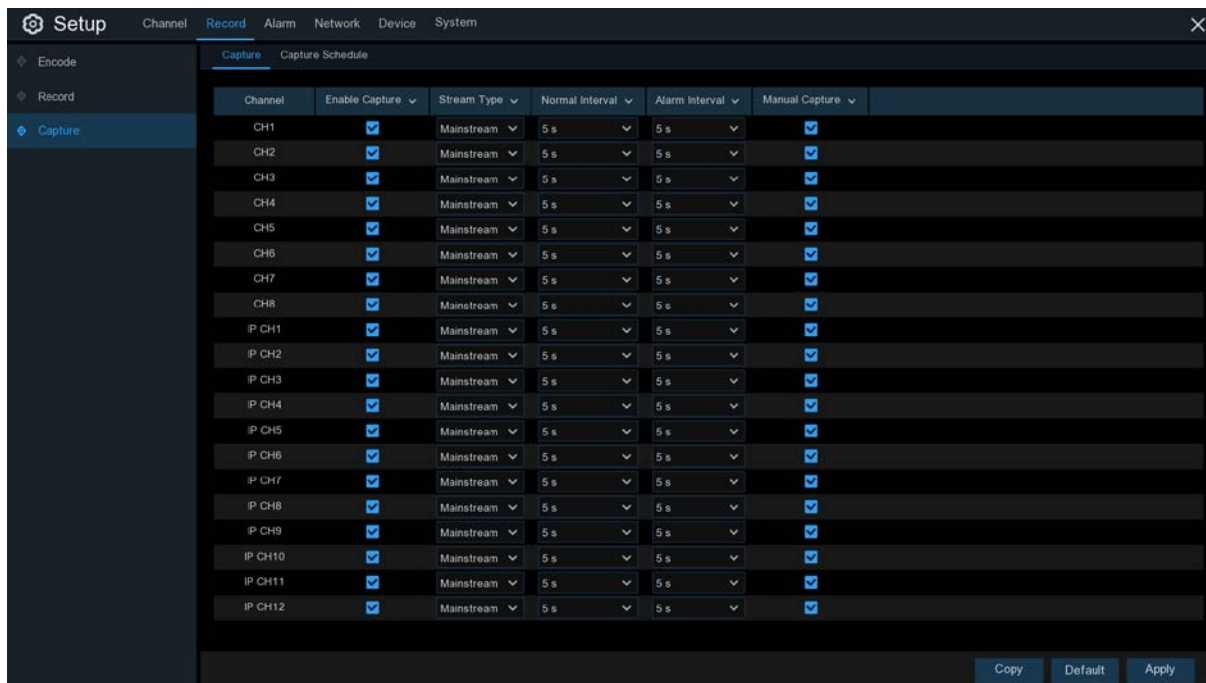 Setup Channel Record Alarm Network Device System
Encode
Record
Capture
Capture Capture Schedule
Channel Enable Capture Stream Type Normal Interval Alarm Interval Manual Capture
CH1 Mainstream 5 s 5 s
CH2 Mainstream 5 s 5 s
CH3 Mainstream 5 s 5 s
CH4 Mainstream 5 s 5 s
CH5 Mainstream 5 s 5 s
CH6 Mainstream 5 s 5 s
CH7 Mainstream 5 s 5 s
CH8 Mainstream 5 s 5 s
IP CH1 Mainstream 5 s 5 s
IP CH2 Mainstream 5 s 5 s
IP CH3 Mainstream 5 s 5 s
IP CH4 Mainstream 5 s 5 s
IP CH5 Mainstream 5 s 5 s
IP CH6 Mainstream 5 s 5 s
IP CH7 Mainstream 5 s 5 s
IP CH8 Mainstream 5 s 5 s
IP CH9 Mainstream 5 s 5 s
IP CH10 Mainstream 5 s 5 s
IP CH11 Mainstream 5 s 5 s
IP CH12 Mainstream 5 s 5 s
Copy Default Apply